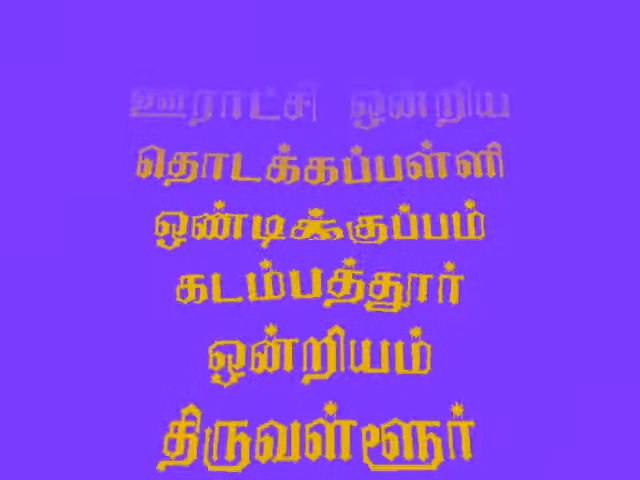 ஊராட்சி ஒன்றிய
தொடக்கப்பள்ளி
ஒண்டிக்குப்பம்
கடம்பத்தூர்
ஒன்றியம்
திருவள்ளூர்